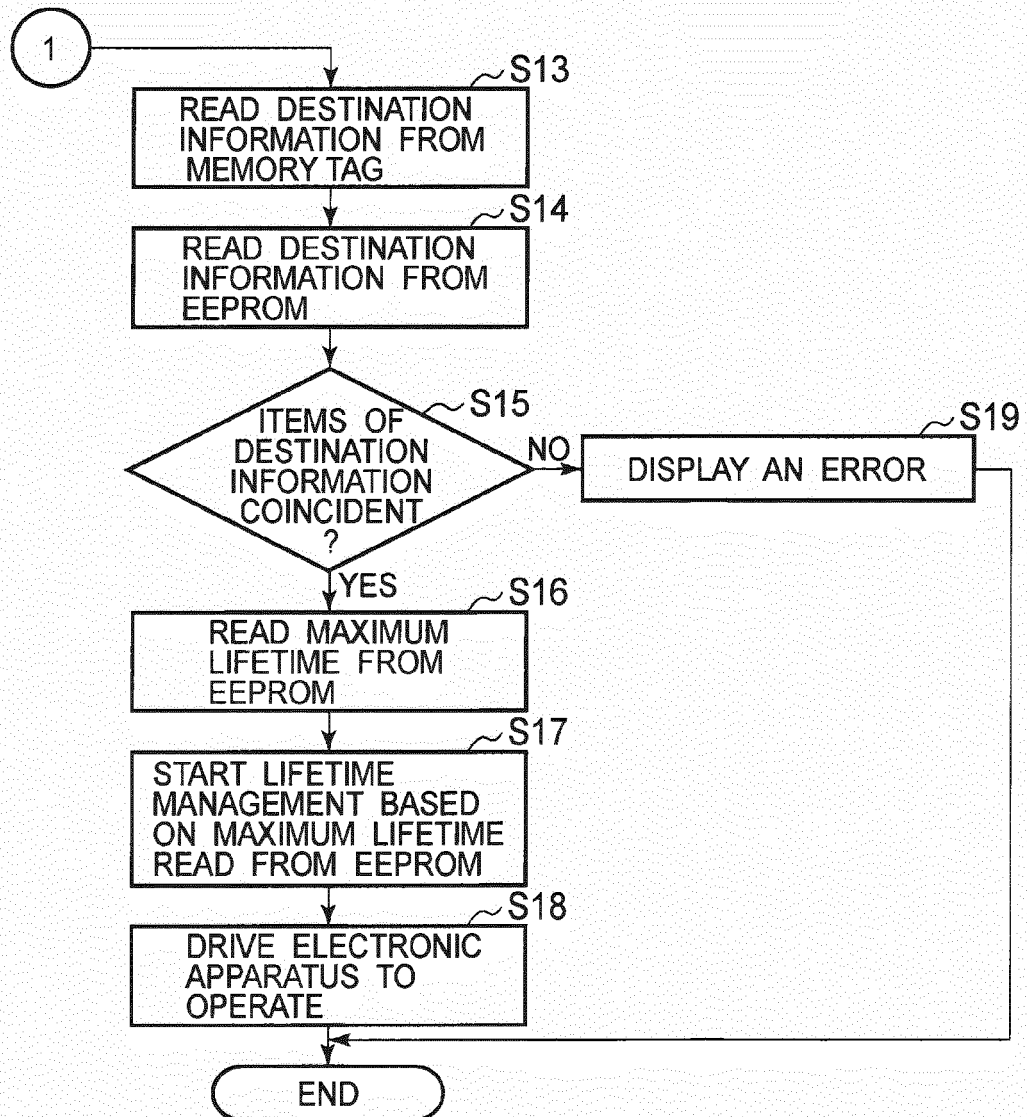 1
S13
READ DESTINATION
INFORMATION FROM
MEMORY TAG
S14
READ DESTINATION
INFORMATION FROM
EEPROM
S15
ITEMS OF
DESTINATION
INFORMATION
COINCIDENT
?
NO
S19
DISPLAY AN ERROR
YES
S16
READ MAXIMUM
LIFETIME FROM
EEPROM
S17
START LIFETIME
MANAGEMENT BASED
ON MAXIMUM LIFETIME
READ FROM EEPROM
S18
DRIVE ELECTRONIC
APPARATUS TO
OPERATE
END